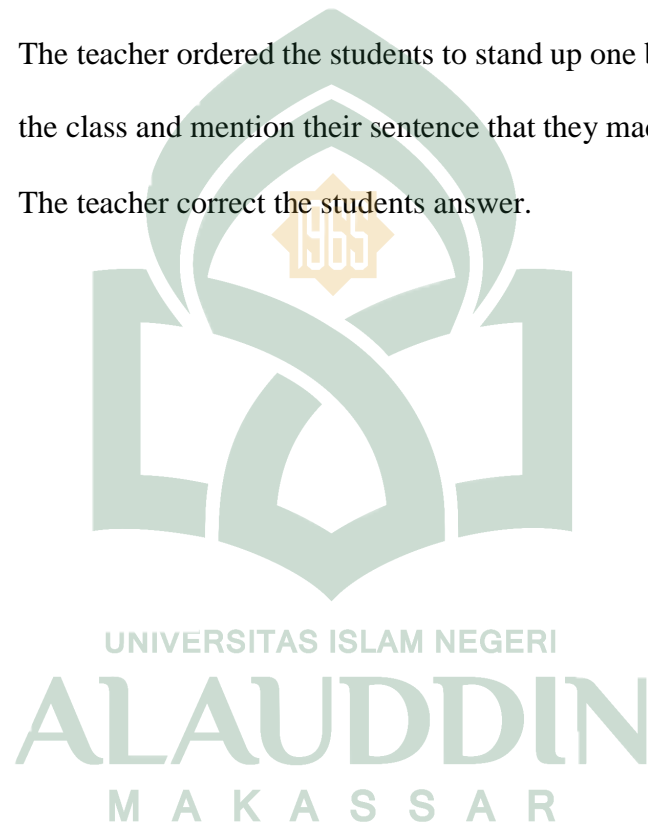 The teacher ordered the students to stand up one
the class and mention their sentence that they
The teacher correct the students answer.
1965
UNIVERSITAS ISLAM NEGERI
ALAUDDIN
MAKASSAR